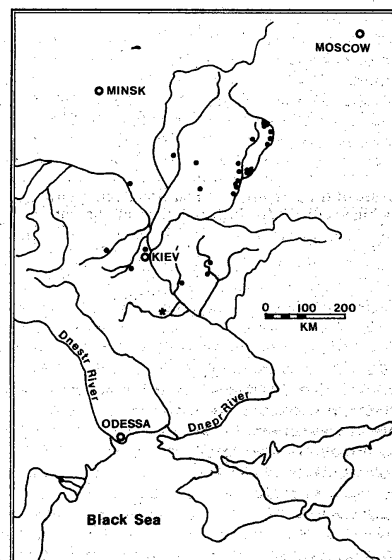 MOSCOW
MINSK
KIEV
0 100 200
KM
Dnestr River
ODESSA
Dnepr River
Black Sea